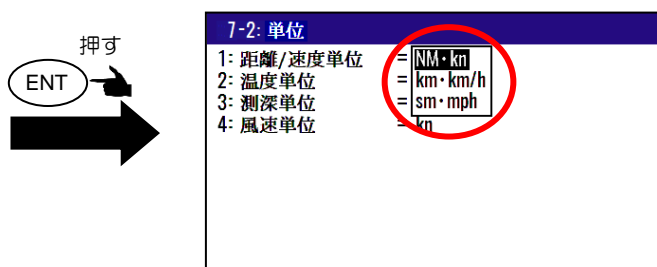 押す
ENT
7-2: 単位
1: 距離/速度単位 = NM・kn
2: 温度単位 = km・km/h
3: 測深単位 = sm・mph
4: 風速単位 = kn